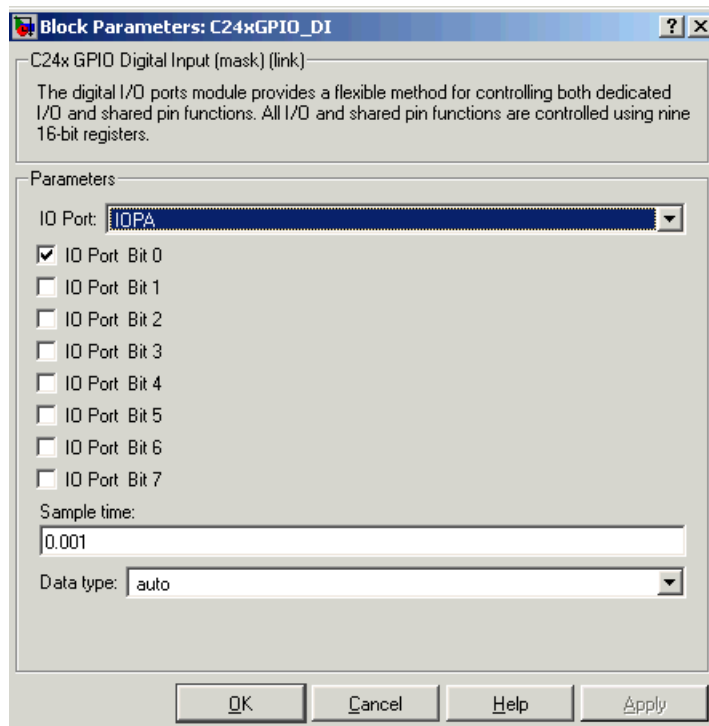 Block Parameters: C24xGPIO_DI
C24x GPIO Digital Input (mask) (link)
The digital I/O ports module provides a flexible method for controlling both dedicated
I/O and shared pin functions. All I/O and shared pin functions are controlled using nine
16-bit registers.
Parameters
IO Port: IOPA
IO Port Bit 0
IO Port Bit 1
IO Port Bit 2
IO Port Bit 3
IO Port Bit 4
IO Port Bit 5
IO Port Bit 6
IO Port Bit 7
Sample time:
0.001
Data type: auto
OK Cancel Help Apply